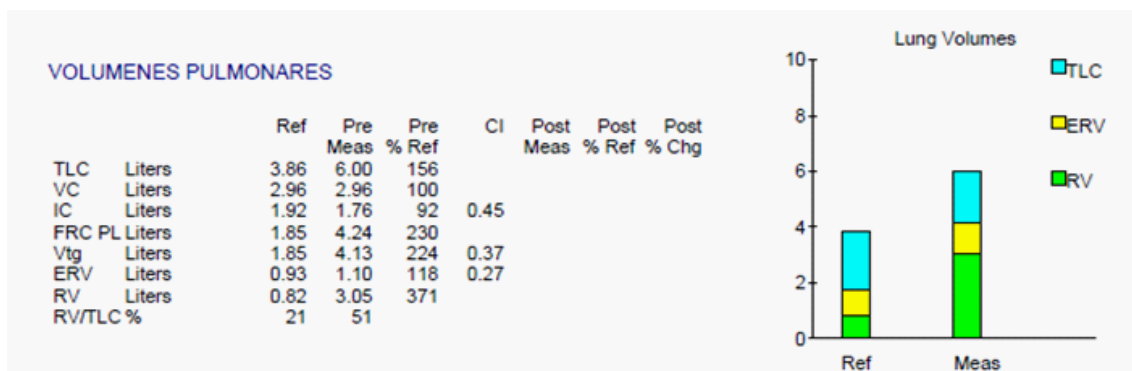 VOLUMENES PULMONARES
Ref Pre Pre CI Post Post Post
Meas % Ref Meas % Ref % Chg
TLC Liters 3.86 6.00 156
VC Liters 2.96 2.96 100
IC Liters 1.92 1.76 92 0.45
FRC PL Liters 1.85 4.24 230
Vtg Liters 1.85 4.13 224 0.37
ERV Liters 0.93 1.10 118 0.27
RV Liters 0.82 3.05 371
RV/TLC % 21 51
Lung Volumes
10
8
6
4
2
0
Ref Meas
TLC
ERV
RV